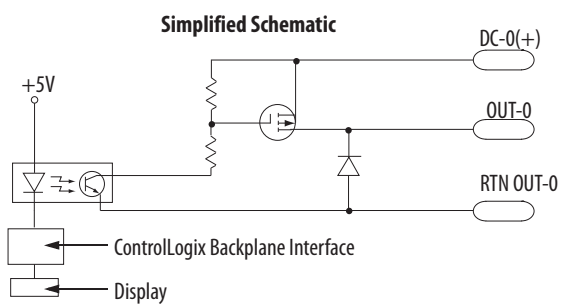 Simplified Schematic
DC-0(+)
+5V
OUT-0
RTN OUT-0
ControlLogix Backplane Interface
Display